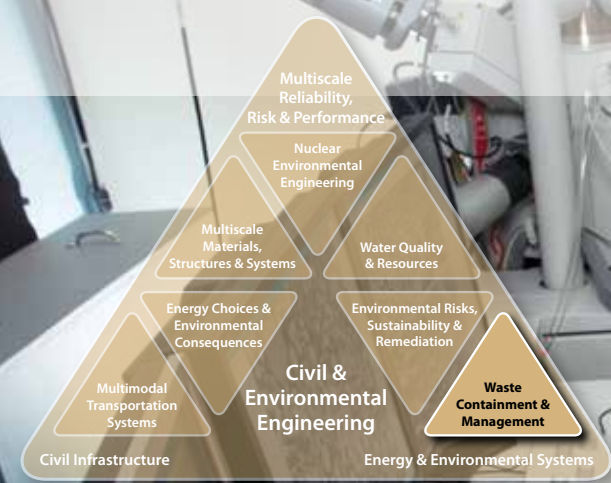 Multiscale
Reliability,
Risk & Performance
Nuclear
Environmental
Engineering
Multiscale
Materials,
Structures & Systems
Water Quality
& Resources
Energy Choices &
Environmental
Consequences
Environmental Risks,
Sustainability &
Remediation
Civil &
Environmental
Engineering
Multimodal
Transportation
Systems
Waste
Containment &
Management
Civil Infrastructure
Energy & Environmental Systems